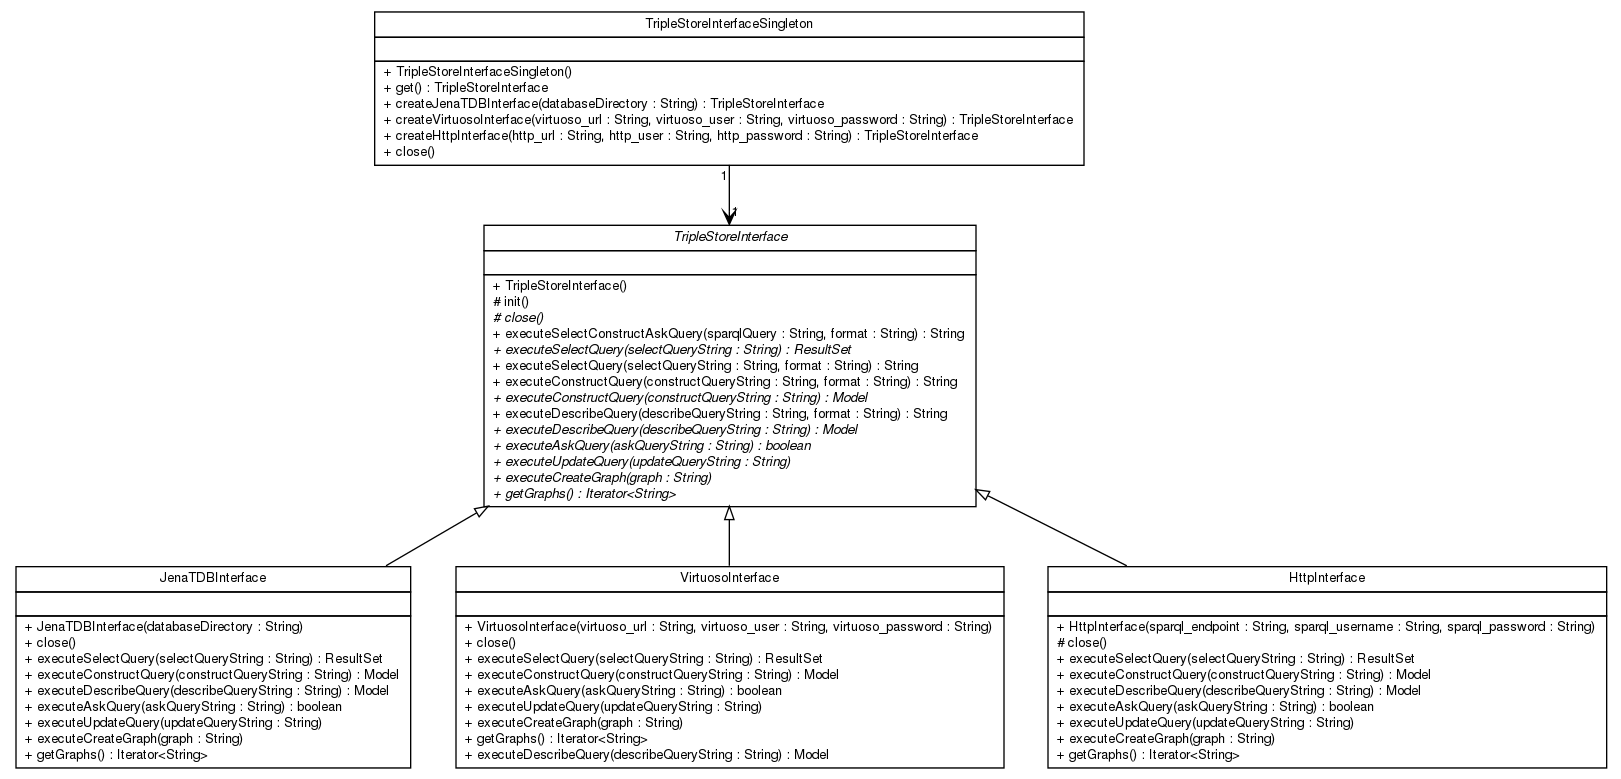 TripleStoreInterfaceSingleton
+ TripleStoreInterfaceSingleton()
+ get() : TripleStoreInterface
+ createJenaTDBInterface(databaseDirectory : String) : TripleStoreInterface
+ createVirtuosoInterface(virtuoso_url : String, virtuoso_user : String, virtuoso_password : String) : TripleStoreInterface
+ createHttpInterface(http_url : String, http_user : String, http_password : String) : TripleStoreInterface
+ close()
1
1
TripleStoreInterface
+ TripleStoreInterface()
# init()
# close()
+ executeSelectConstructAskQuery(sparqlQuery : String, format : String) : String
+ executeSelectQuery(selectQueryString : String) : ResultSet
+ executeSelectQuery(selectQueryString : String, format : String) : String
+ executeConstructQuery(constructQueryString : String, format : String) : String
+ executeConstructQuery(constructQueryString : String) : Model
+ executeDescribeQuery(describeQueryString : String, format : String) : String
+ executeDescribeQuery(describeQueryString : String) : Model
+ executeAskQuery(askQueryString : String) : boolean
+ executeUpdateQuery(updateQueryString : String)
+ executeCreateGraph(graph : String)
+ getGraphs() : Iterator<String>
JenaTDBInterface
+ JenaTDBInterface(databaseDirectory : String)
+ close()
+ executeSelectQuery(selectQueryString : String) : ResultSet
+ executeConstructQuery(constructQueryString : String) : Model
+ executeDescribeQuery(describeQueryString : String) : Model
+ executeAskQuery(askQueryString : String) : boolean
+ executeUpdateQuery(updateQueryString : String)
+ executeCreateGraph(graph : String)
+ getGraphs() : Iterator<String>
VirtuosoInterface
+ VirtuosoInterface(virtuoso_url : String, virtuoso_user : String, virtuoso_password : String)
+ close()
+ executeSelectQuery(selectQueryString : String) : ResultSet
+ executeConstructQuery(constructQueryString : String) : Model
+ executeAskQuery(askQueryString : String) : boolean
+ executeUpdateQuery(updateQueryString : String)
+ executeCreateGraph(graph : String)
+ getGraphs() : Iterator<String>
+ executeDescribeQuery(describeQueryString : String) : Model
HttpInterface
+ HttpInterface(sparql_endpoint : String, sparql_username : String, sparql_password : String)
# close()
+ executeSelectQuery(selectQueryString : String) : ResultSet
+ executeConstructQuery(constructQueryString : String) : Model
+ executeDescribeQuery(describeQueryString : String) : Model
+ executeAskQuery(askQueryString : String) : boolean
+ executeUpdateQuery(updateQueryString : String)
+ executeCreateGraph(graph : String)
+ getGraphs() : Iterator<String>